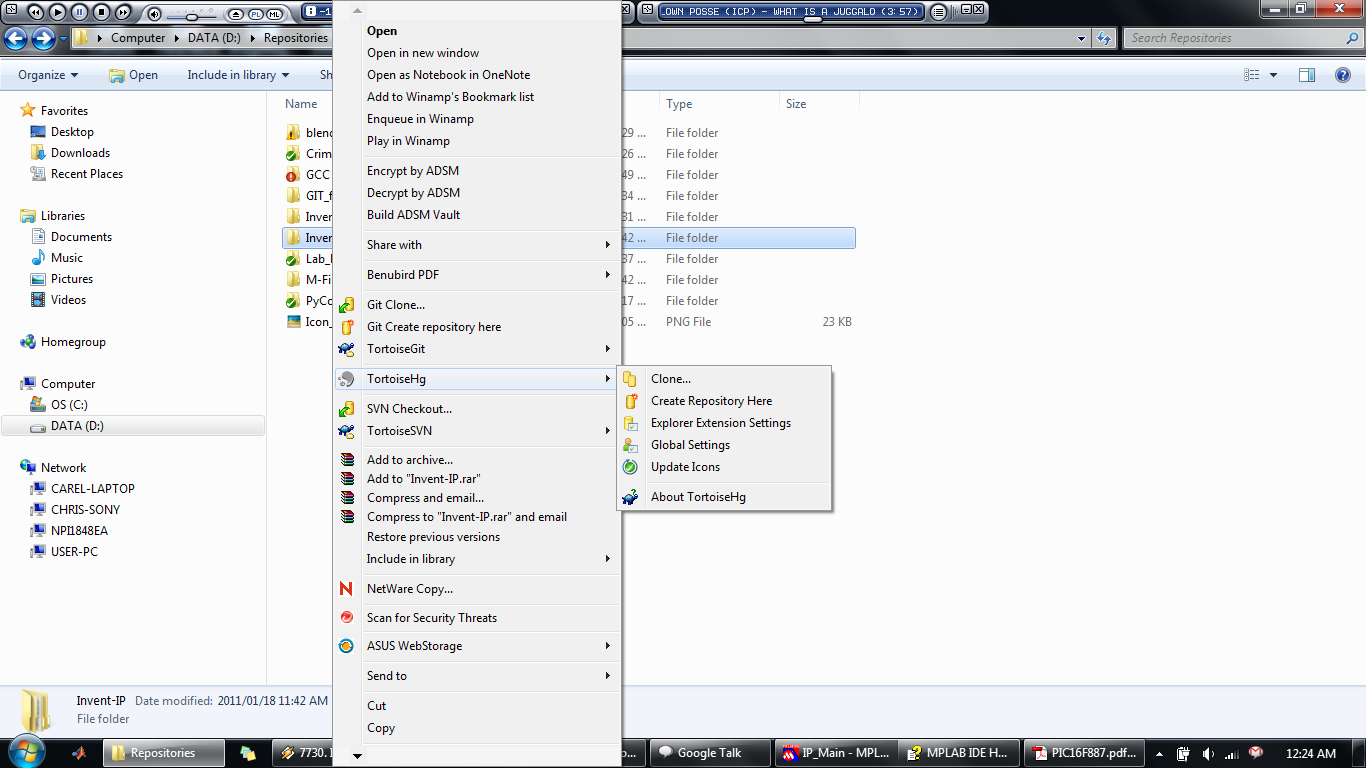 PL ML
-1
.OWN POSSE (ICP) - WHAT IS A JUGGALO (3:57)
Computer DATA (D:) Repositories
Search Repositories
Organize Open Include in library Sh
Name Type Size
Favorites
Desktop
Downloads
Recent Places
Libraries
Documents
Music
Pictures
Videos
Homegroup
Computer
OS (C:)
DATA (D:)
Network
CAREL-LAPTOP
CHRIS-SONY
NPI1848EA
USER-PC
blend 29 ... File folder
Crim 26 ... File folder
GCC 49 ... File folder
GIT_f 34 ... File folder
Inven 31 ... File folder
Inven 42 ... File folder
Lab_ 37 ... File folder
M-Fi 42 ... File folder
PyCo 17 ... File folder
Icon_ 05 ... PNG File 23 KB
Open
Open in new window
Open as Notebook in OneNote
Add to Winamp's Bookmark list
Enqueue in Winamp
Play in Winamp
Encrypt by ADSM
Decrypt by ADSM
Build ADSM Vault
Share with
Benubird PDF
Git Clone...
Git Create repository here
TortoiseGit
TortoiseHg
SVN Checkout...
TortoiseSVN
Add to archive...
Add to "Invent-IP.rar"
Compress and email...
Compress to "Invent-IP.rar" and email
Restore previous versions
Include in library
NetWare Copy...
Scan for Security Threats
ASUS WebStorage
Send to
Cut
Copy
Clone...
Create Repository Here
Explorer Extension Settings
Global Settings
Update Icons
About TortoiseHg
Invent-IP Date modified: 2011/01/18 11:42 AM
File folder
Repositories 7730. o... Google Talk IP_Main - MPL... MPLAB IDE H... PIC16F887.pdf... 12:24 AM